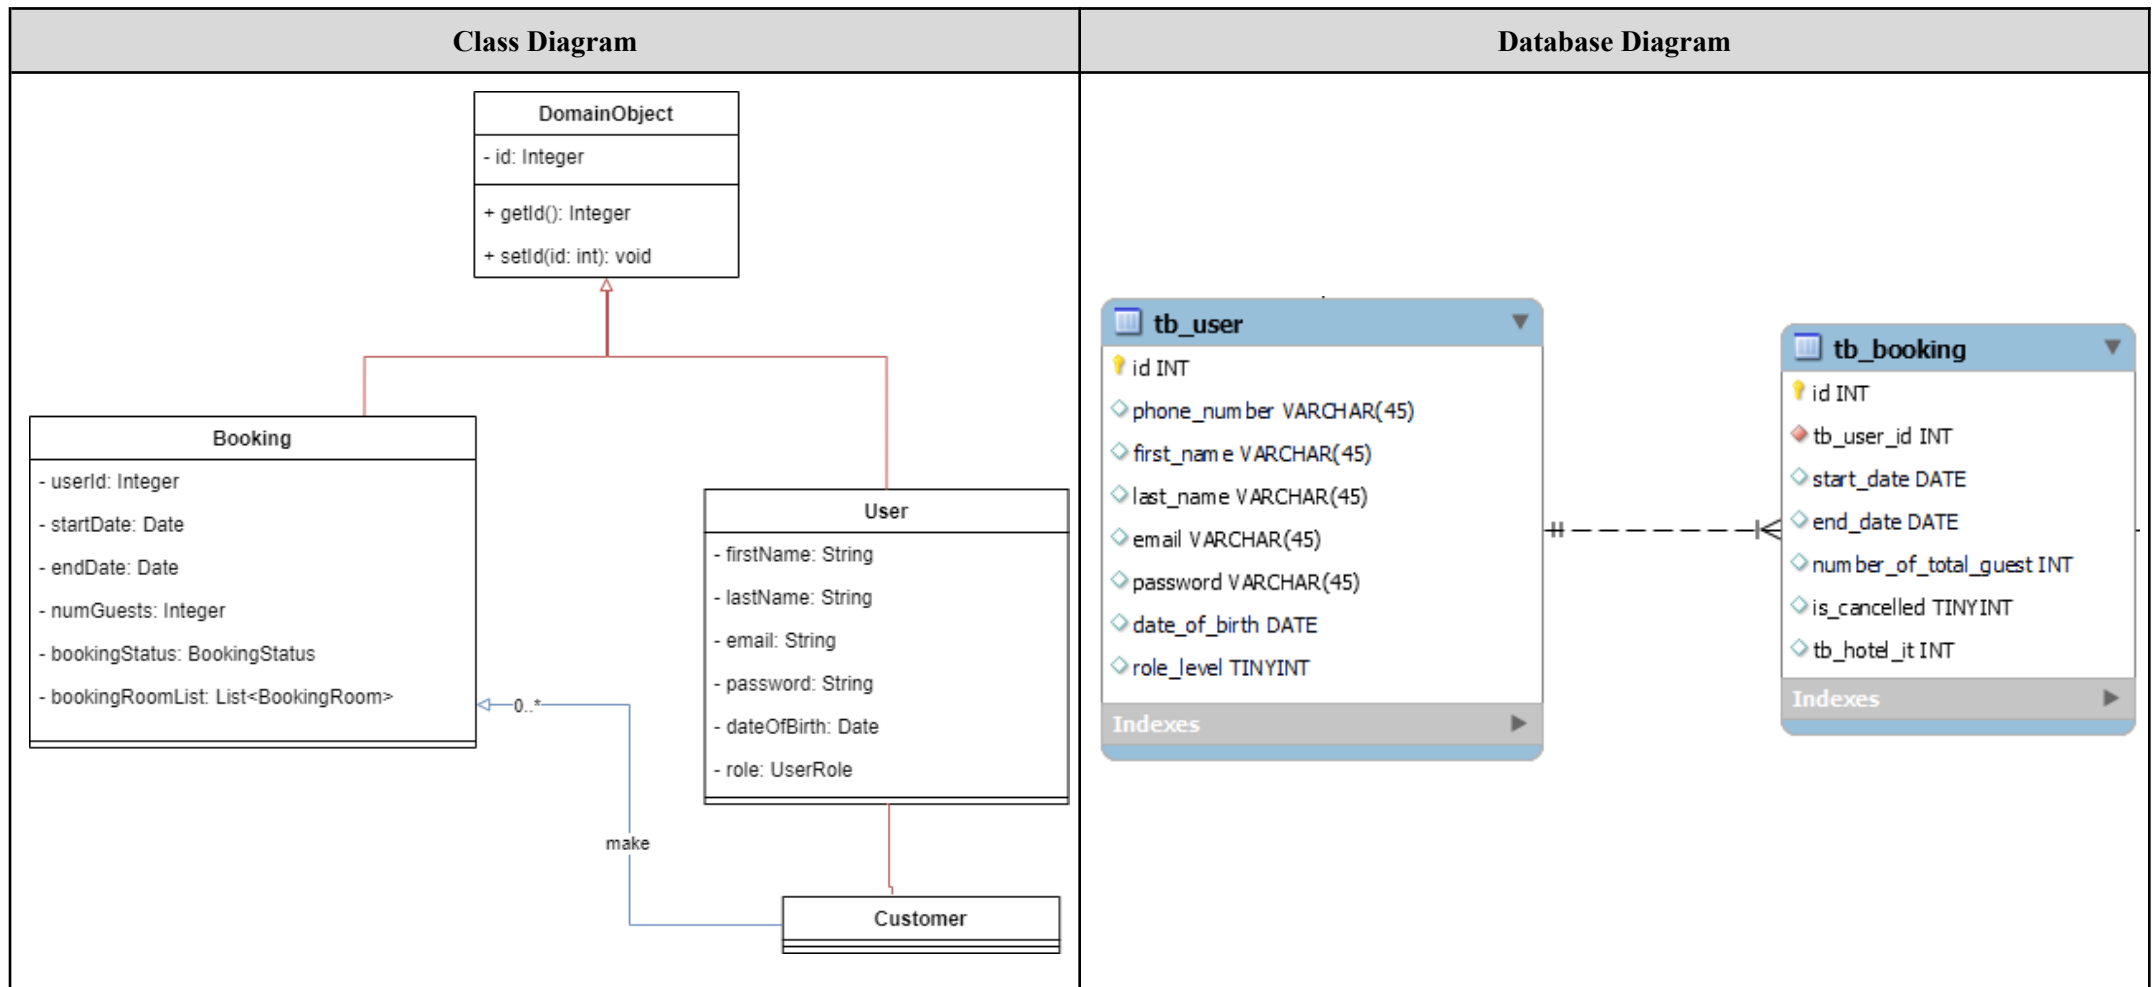 Class Diagram
Database Diagram
DomainObject
- id: Integer
+ getId(): Integer
+ setId(id: int): void
Booking
- userId: Integer
- startDate: Date
- endDate: Date
- numGuests: Integer
- bookingStatus: BookingStatus
- bookingRoomList: List<BookingRoom>
0..*
make
User
- firstName: String
- lastName: String
- email: String
- password: String
- dateOfBirth: Date
- role: UserRole
Customer
tb_user
id INT
phone_number VARCHAR(45)
first_name VARCHAR(45)
last_name VARCHAR(45)
email VARCHAR(45)
password VARCHAR(45)
date_of_birth DATE
role_level TINYINT
Indexes
tb_booking
id INT
tb_user_id INT
start_date DATE
end_date DATE
number_of_total_guest INT
is_cancelled TINYINT
tb_hotel_it INT
Indexes